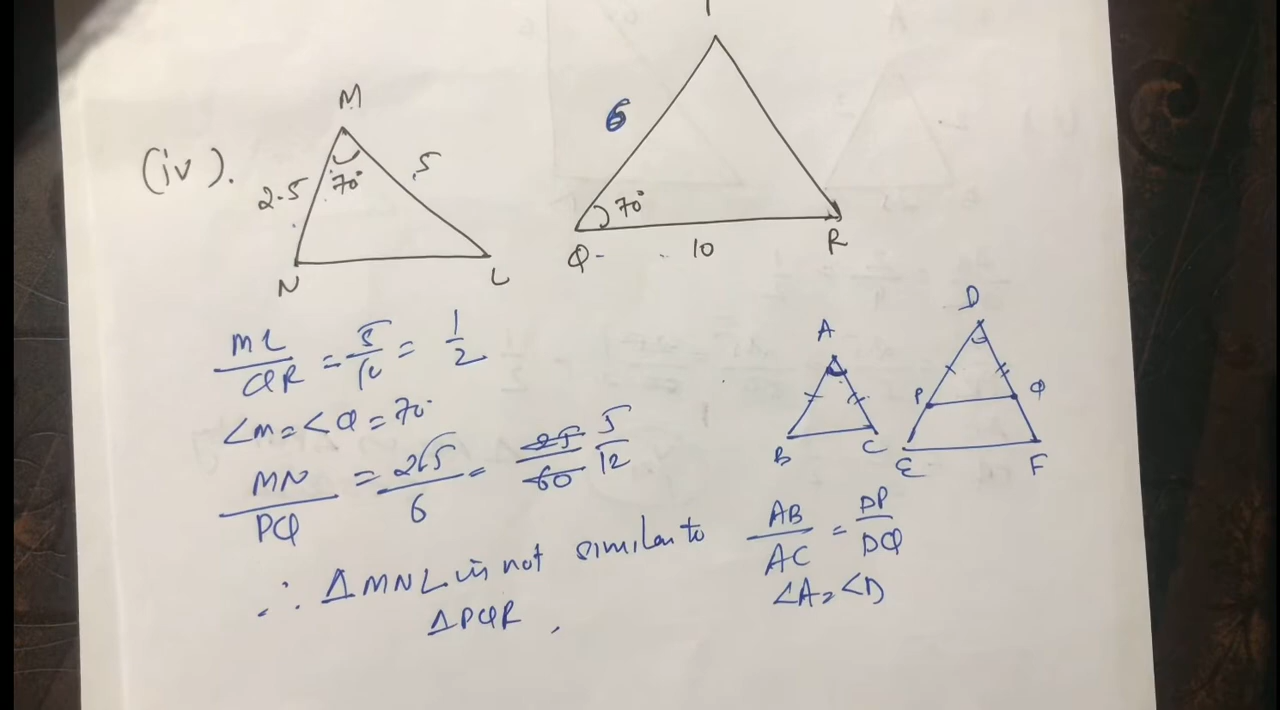 (iv).
M
2.5
70°
5
N
L
6
70°
Q
10
R
ML/QR = 5/10 = 1/2
∠M = ∠Q = 70°
MN/PQ = 2.5/6 = 25/60 5/12
∴ ΔMNL is not similar to
ΔPQR,
A
B
C
D
P
Q
E
F
AB/AC = DP/DQ
∠A = ∠D